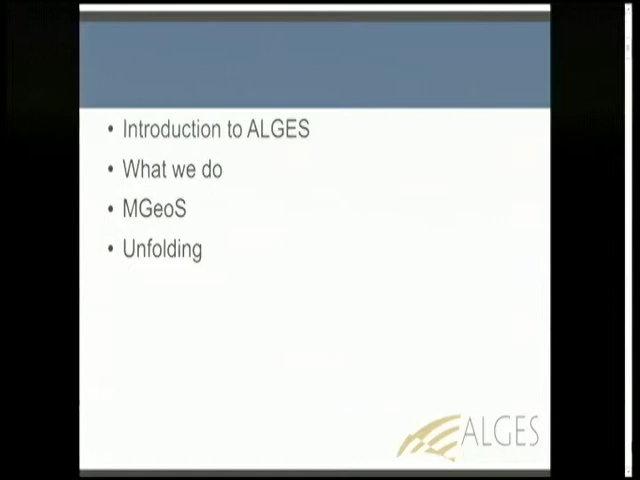 • Introduction to ALGES
• What we do
• MGeoS
• Unfolding
ALGES